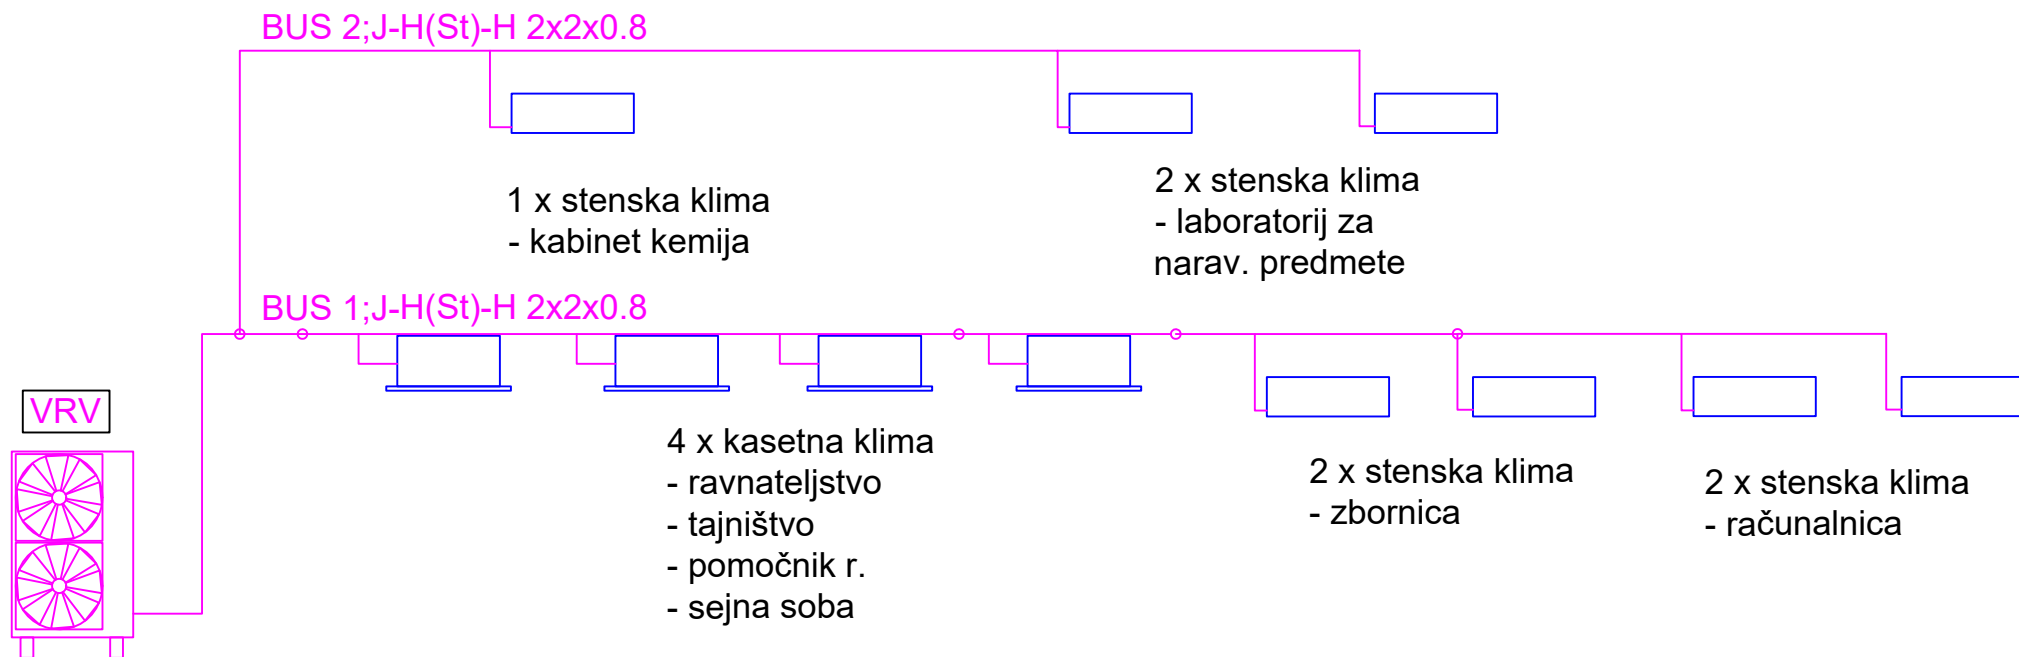 BUS 2;J-H(St)-H 2x2x0.8
1 x stenska klima
- kabinet kemija
2 x stenska klima
- laboratorij za
narav. predmete
BUS 1;J-H(St)-H 2x2x0.8
VRV
4 x kasetna klima
- ravnateljstvo
- tajništvo
- pomočnik r.
- sejna soba
2 x stenska klima
- zbornica
2 x stenska klima
- računalnica